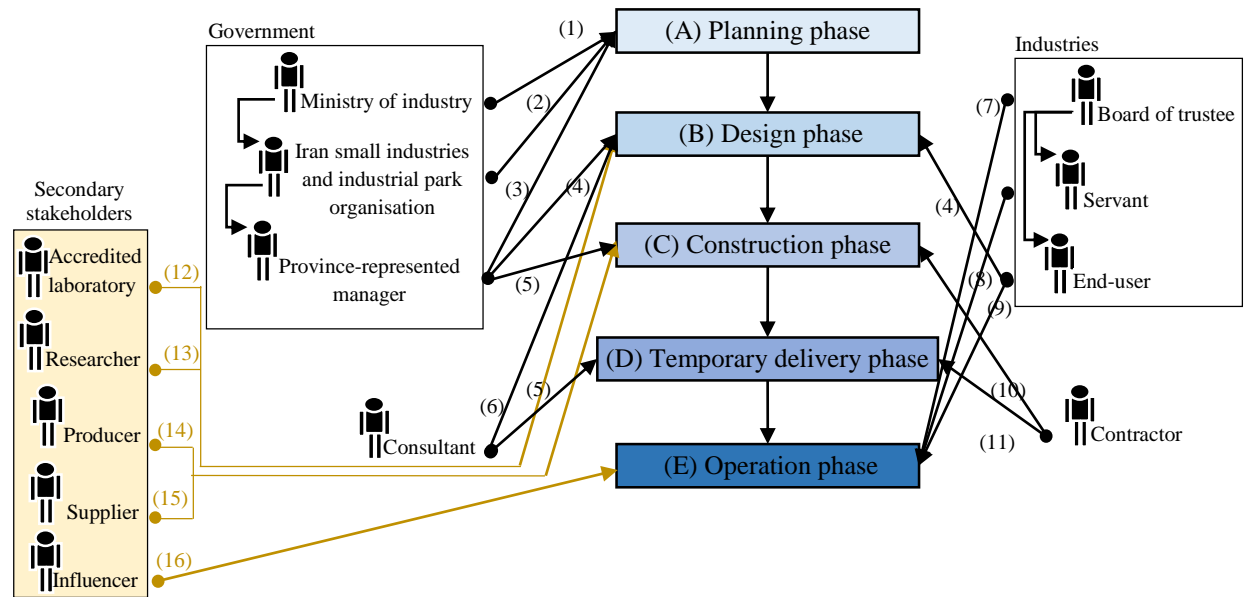 Government
(1)
(A) Planning phase
Industries
Ministry of industry
(2)
(7)
Board of trustee
(B) Design phase
Iran small industries
and industrial park
organisation
(3)
(4)
(4)
Servant
Secondary
stakeholders
Accredited
laboratory
(12)
Province-represented
manager
(5)
(C) Construction phase
(8)
(9)
End-user
Researcher
(13)
(D) Temporary delivery phase
(5)
(10)
Producer
(14)
Consultant
(6)
(11)
Contractor
(E) Operation phase
Supplier
(15)
Influencer
(16)